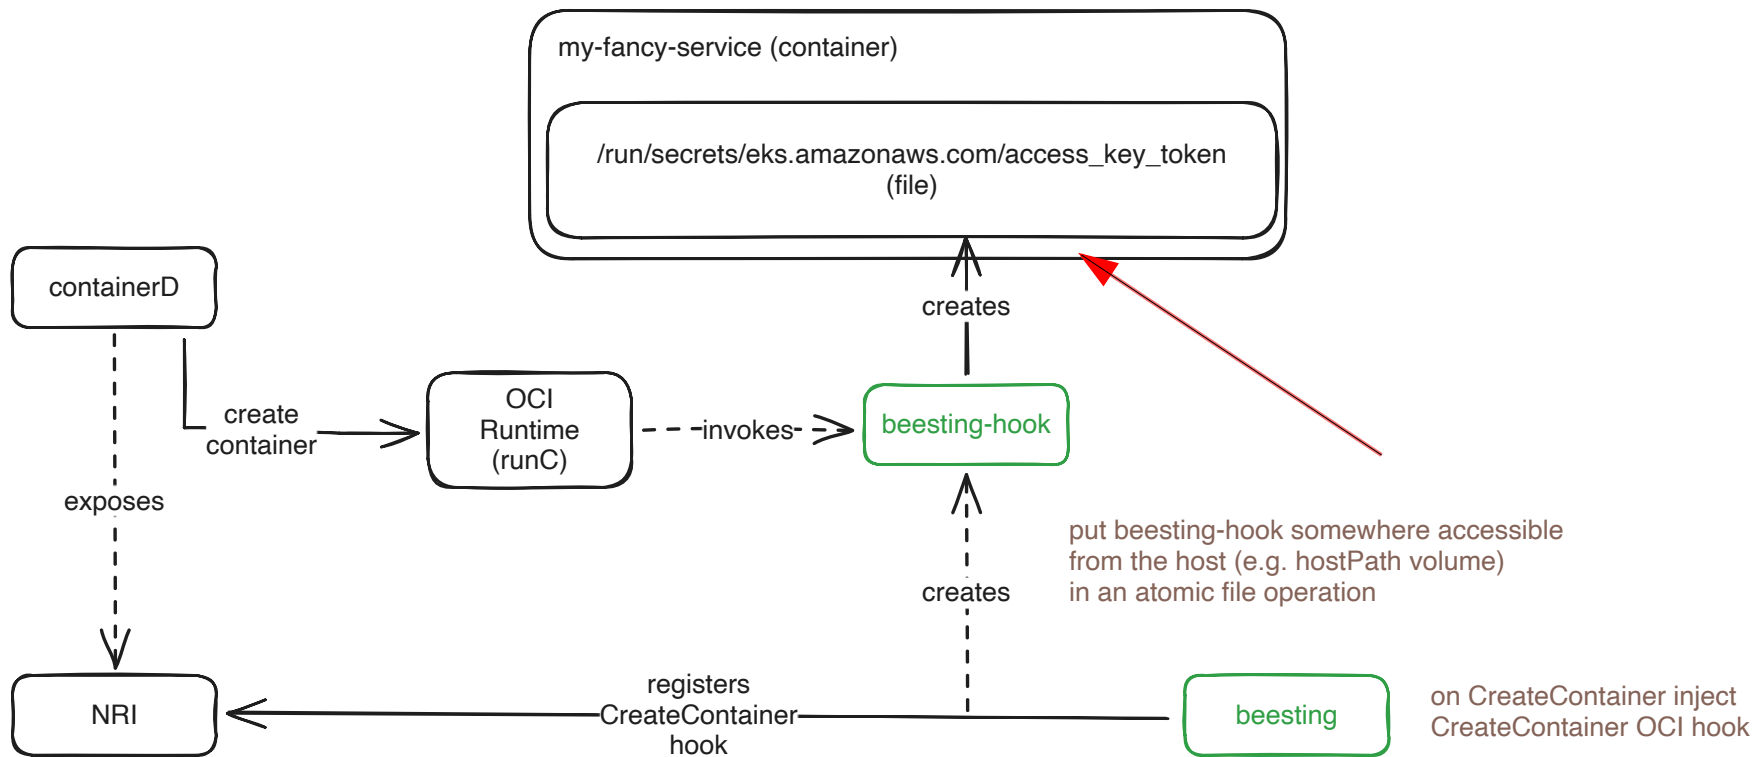 my-fancy-service (container)
/run/secrets/eks.amazonaws.com/access_key_token
(file)
containerD
creates
create
container
OCI
Runtime
(runC)
invokes
beesting-hook
exposes
put beesting-hook somewhere accessible
from the host (e.g. hostPath volume)
in an atomic file operation
creates
NRI
registers
CreateContainer
hook
beesting
on CreateContainer inject
CreateContainer OCI hook